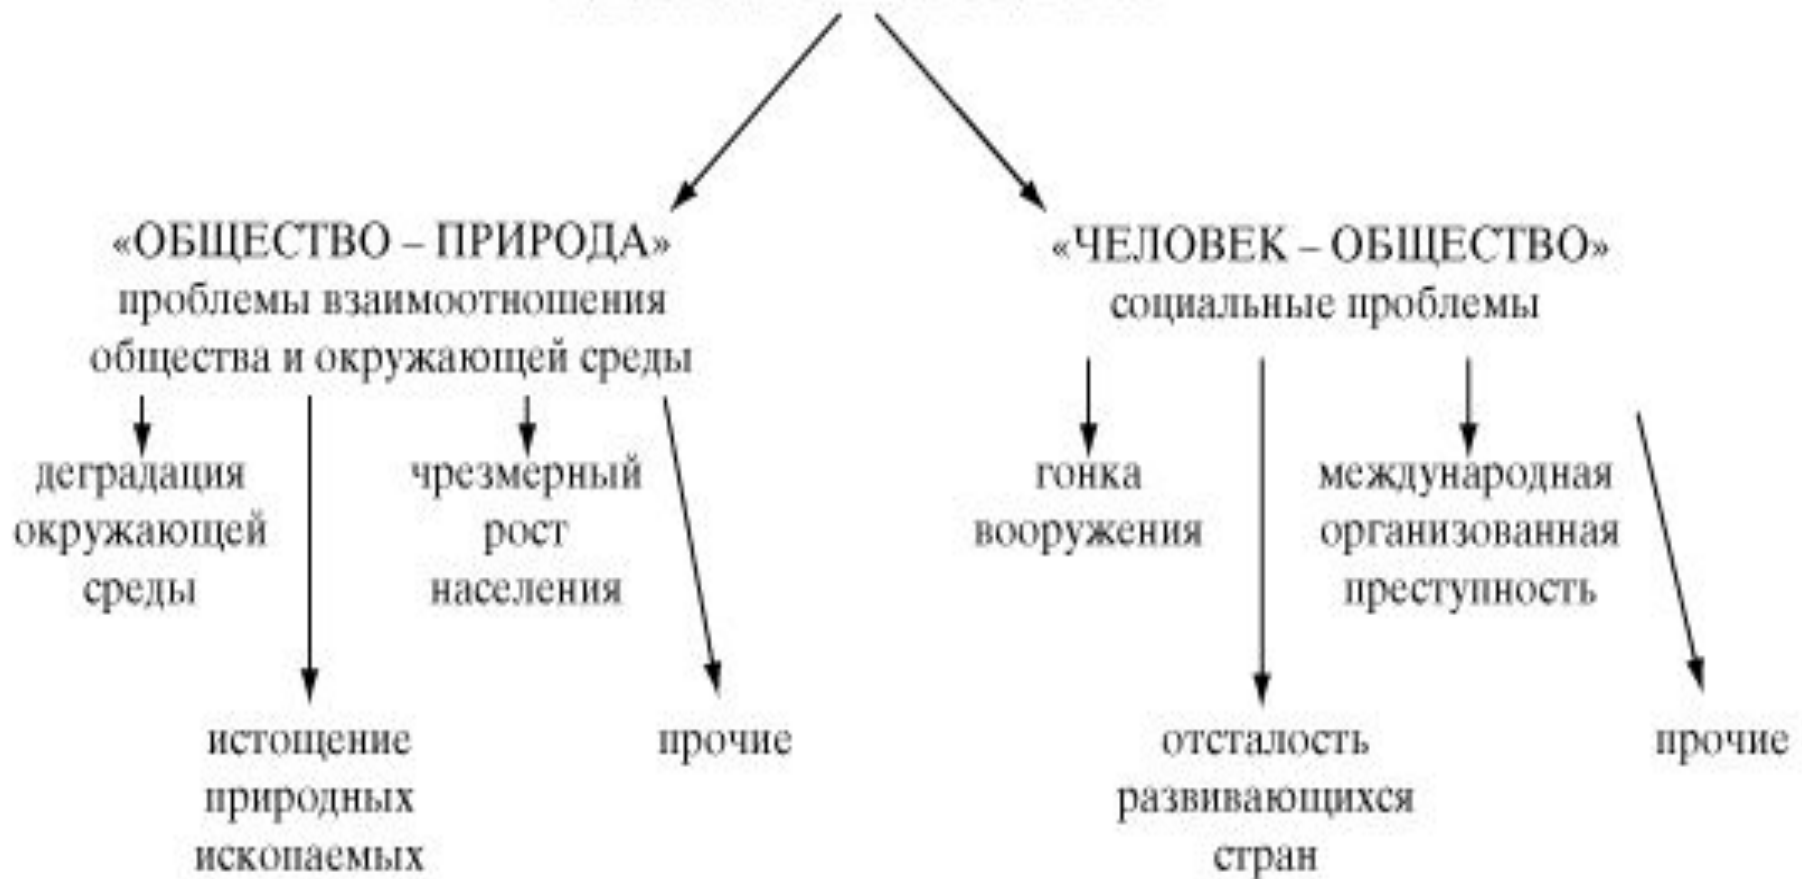 «ОБЩЕСТВО – ПРИРОДА»
проблемы взаимоотношения
общества и окружающей среды
деградация
окружающей
среды
истощение
природных
ископаемых
чрезмерный
рост
населения
прочие
«ЧЕЛОВЕК – ОБЩЕСТВО»
социальные проблемы
гонка
вооружения
отсталость
развивающихся
стран
международная
организованная
преступность
прочие